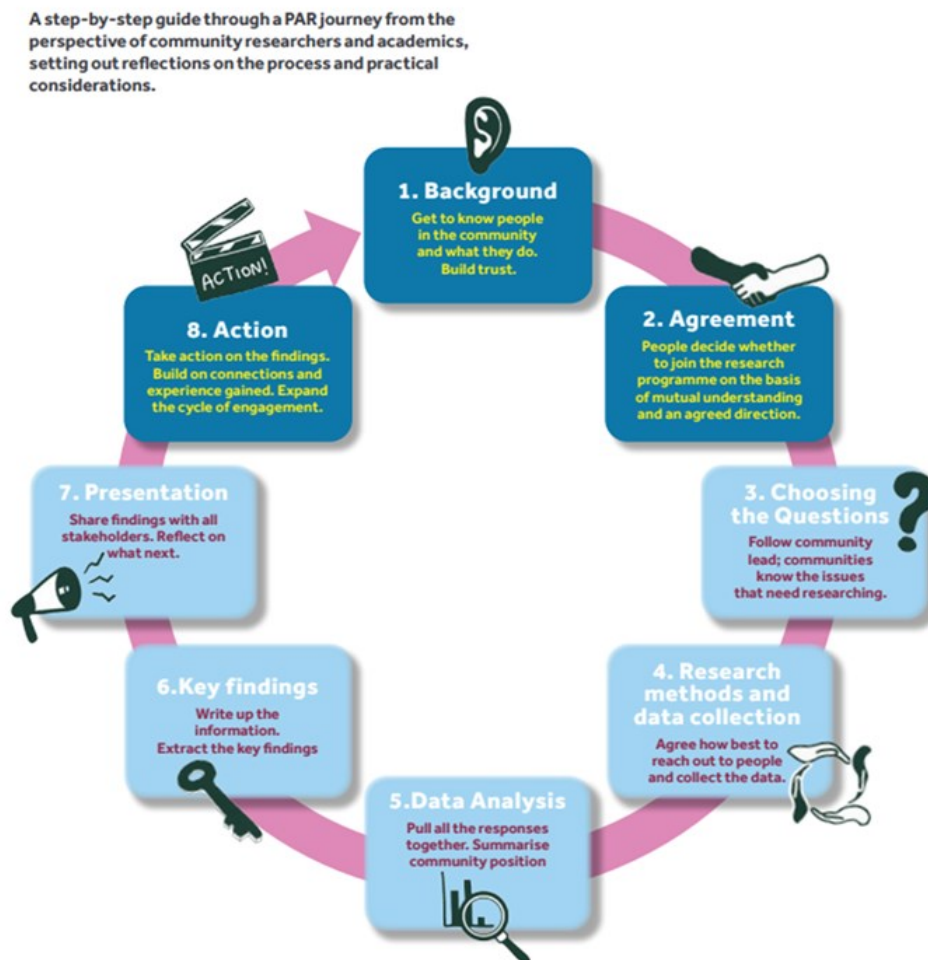 A step-by-step guide through a PAR journey from the
perspective of community researchers and academics,
setting out reflections on the process and practical
considerations.
1. Background
Get to know people
in the community
and what they do.
Build trust.
2. Agreement
People decide whether
to join the research
programme on the basis
of mutual understanding
and an agreed direction.
3. Choosing
the Questions
Follow community
lead; communities
know the issues
that need researching.
?
4. Research
methods and
data collection
Agree how best to
reach out to people
and collect the data.
5.Data Analysis
Pull all the responses
together. Summarise
community position
6.Key findings
Write up the
information.
Extract the key findings
7. Presentation
Share findings with all
stakeholders. Reflect on
what next.
8. Action
Take action on the findings.
Build on connections and
experience gained. Expand
the cycle of engagement.
ACTION!